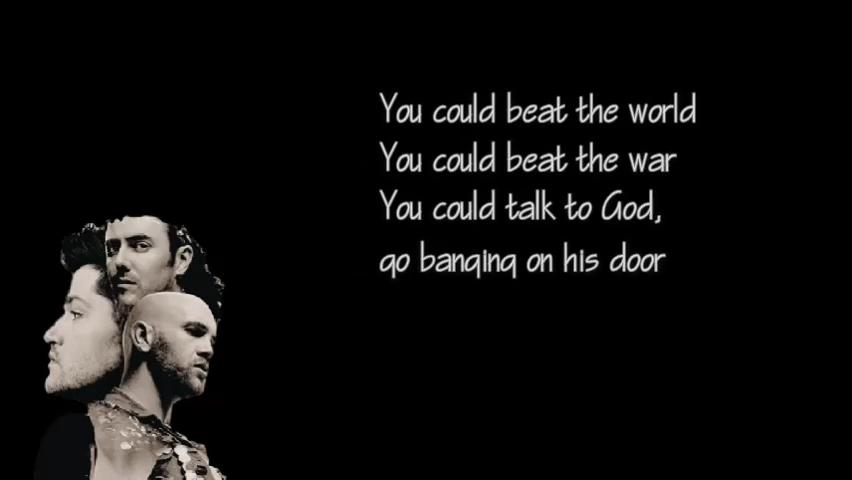 You could beat the world
You could beat the war
You could talk to God,
go banging on his door